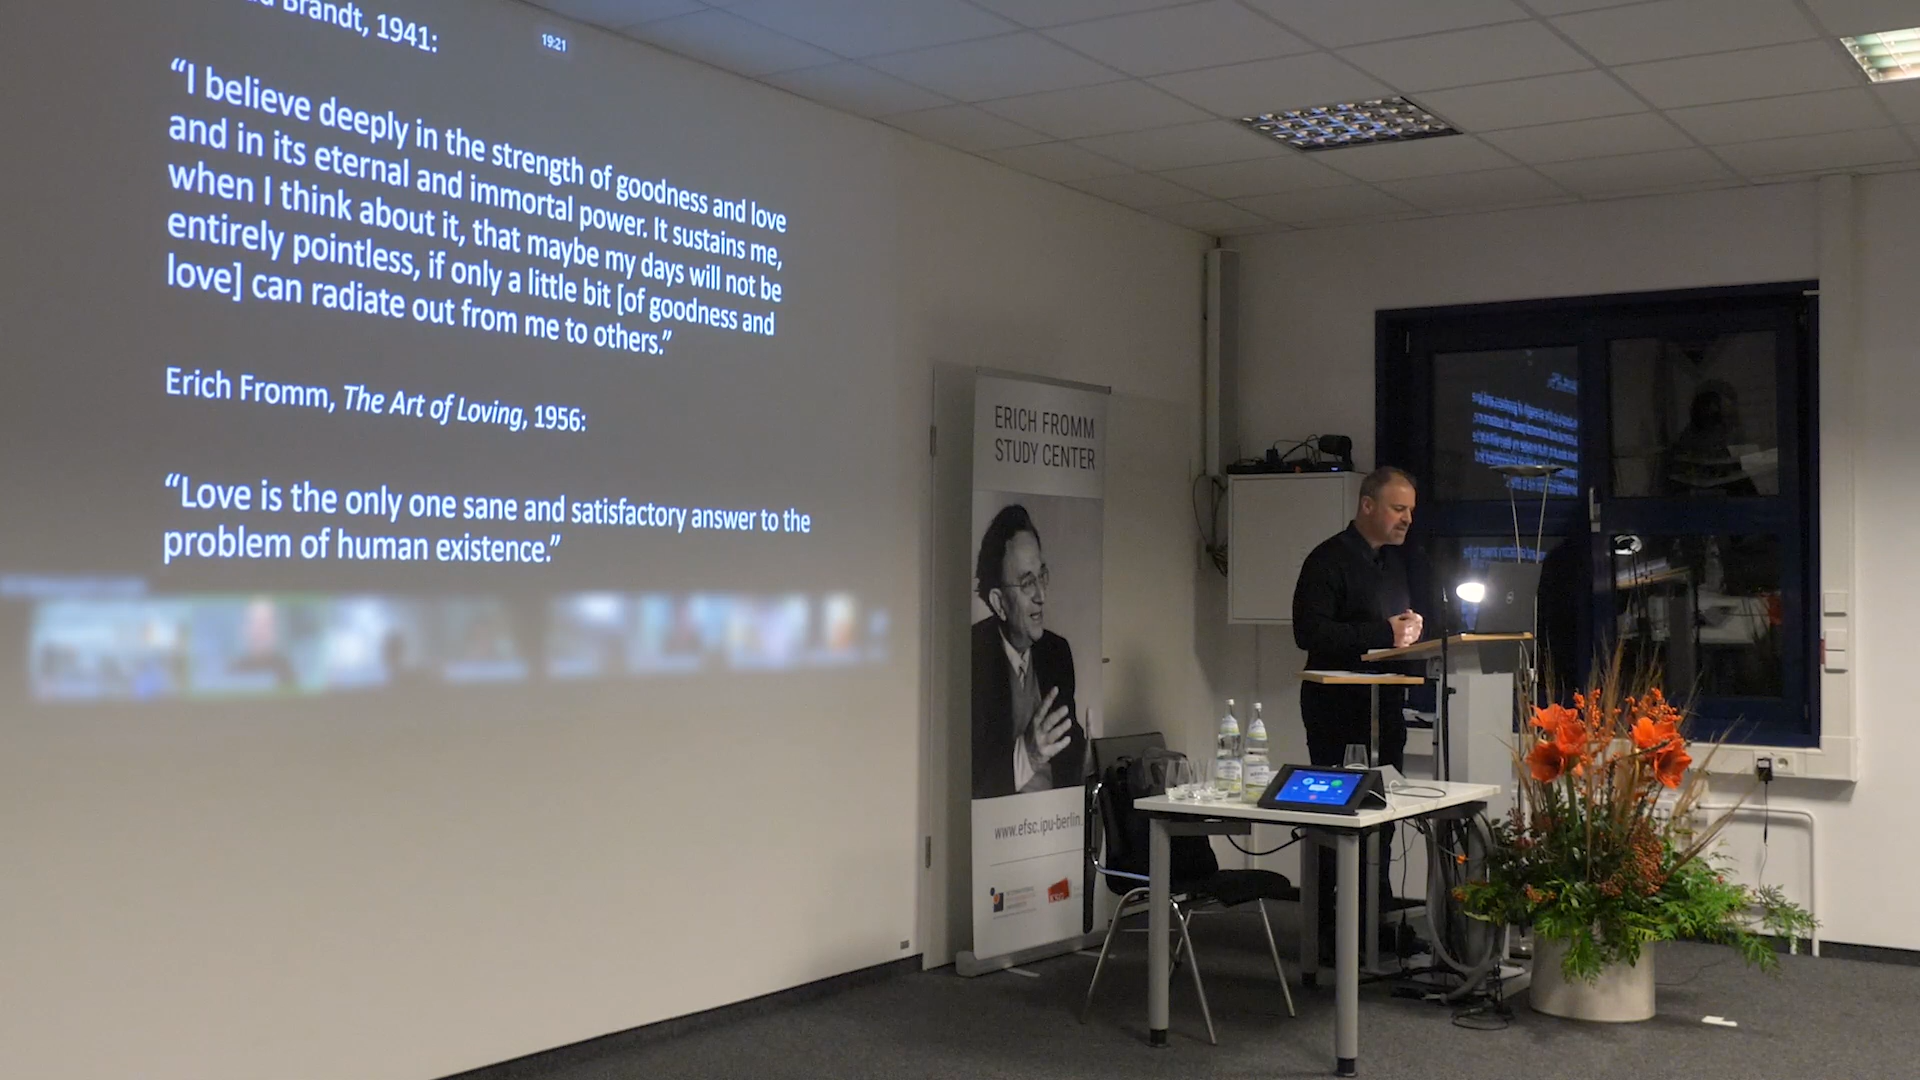 Brandt, 1941:
19:21
“I believe deeply in the strength of goodness and love
and in its eternal and immortal power. It sustains me,
when I think about it, that maybe my days will not be
entirely pointless, if only a little bit [of goodness and
love] can radiate out from me to others.”
Erich Fromm, The Art of Loving, 1956:
“Love is the only one sane and satisfactory answer to the
problem of human existence.”
ERICH FROMM
STUDY CENTER
www.efsc.ipu-berlin